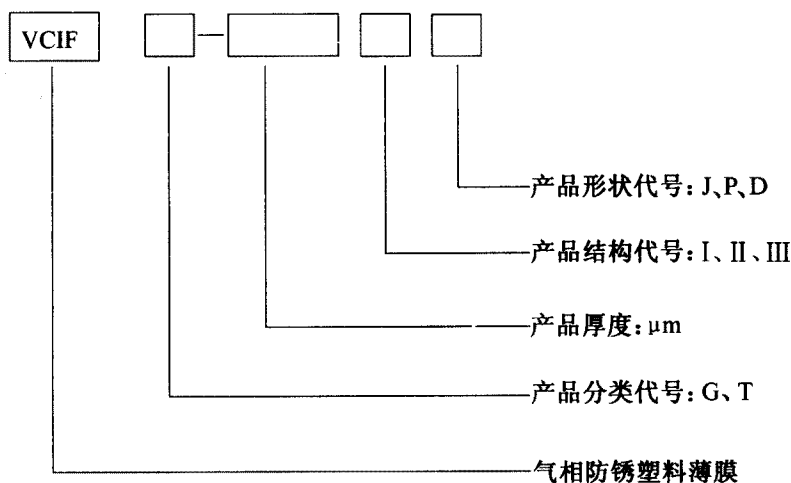 VCIF
产品形状代号:J、P、D
产品结构代号:Ⅰ、Ⅱ、Ⅲ
产品厚度:μm
产品分类代号:G、T
气相防锈塑料薄膜